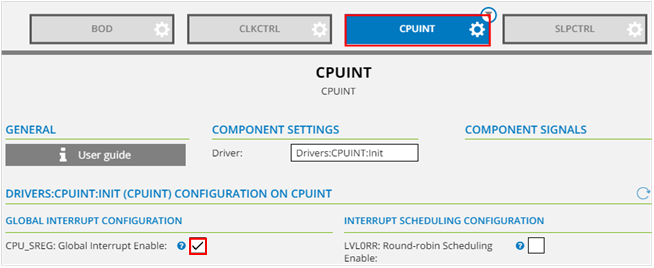 BOD
CLKCTRL
CPUINT
SLPCTRL
CPUINT
CPUINT
GENERAL
COMPONENT SETTINGS
COMPONENT SIGNALS
User guide
Driver:
Drivers:CPUINT:Init
DRIVERS:CPUINT:INIT (CPUINT) CONFIGURATION ON CPUINT
GLOBAL INTERRUPT CONFIGURATION
INTERRUPT SCHEDULING CONFIGURATION
CPU_SREG: Global Interrupt Enable:
LVL0RR: Round-robin Scheduling
Enable: